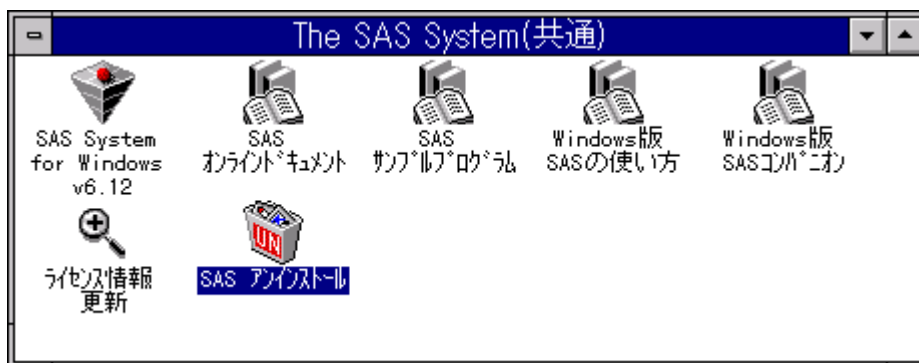 The SAS System(共通)
SAS System
for Windows
v6.12
SAS
オンラインドキュメント
SAS
サンプルプログラム
Windows版
SASの使い方
Windows版
SASコンパニオン
ライセンス情報
更新
UN
SAS アンインストール